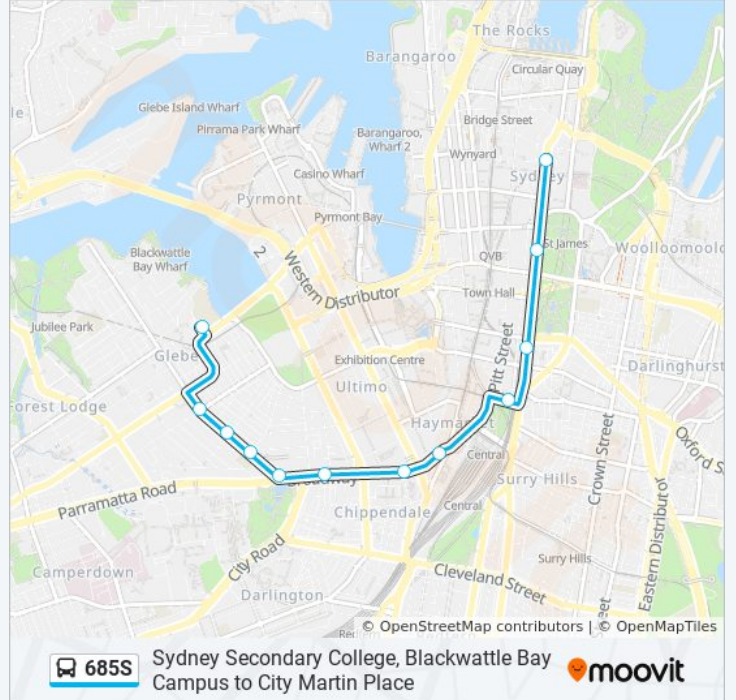 The Rocks
Barangaroo
Circular Quay
Glebe Island Wharf
Pirrama Park Wharf
Bridge Street
Barangaroo,
Wharf 2
Wynyard
Casino Wharf
Sydney
Pyrmont
Pyrmont Bay
St James
Woolloomoolo
Blackwattle
Bay Wharf
2
QVB
Western Distributor
Town Hall
Jubilee Park
Glebe
Pitt Street
Exhibition Centre
Darlinghurst
Ultimo
Forest Lodge
Haymarket
Crown Street
Oxford S
Central
Broadway
Surry Hills
Parramatta Road
Central
Chippendale
Eastern Distributor
City Road
Surry Hills
Camperdown
Cleveland Street
Darlington
eet
Red
© OpenStreetMap contributors | © OpenMapTiles
685S
Sydney Secondary College, Blackwattle Bay
Campus to City Martin Place
moovit